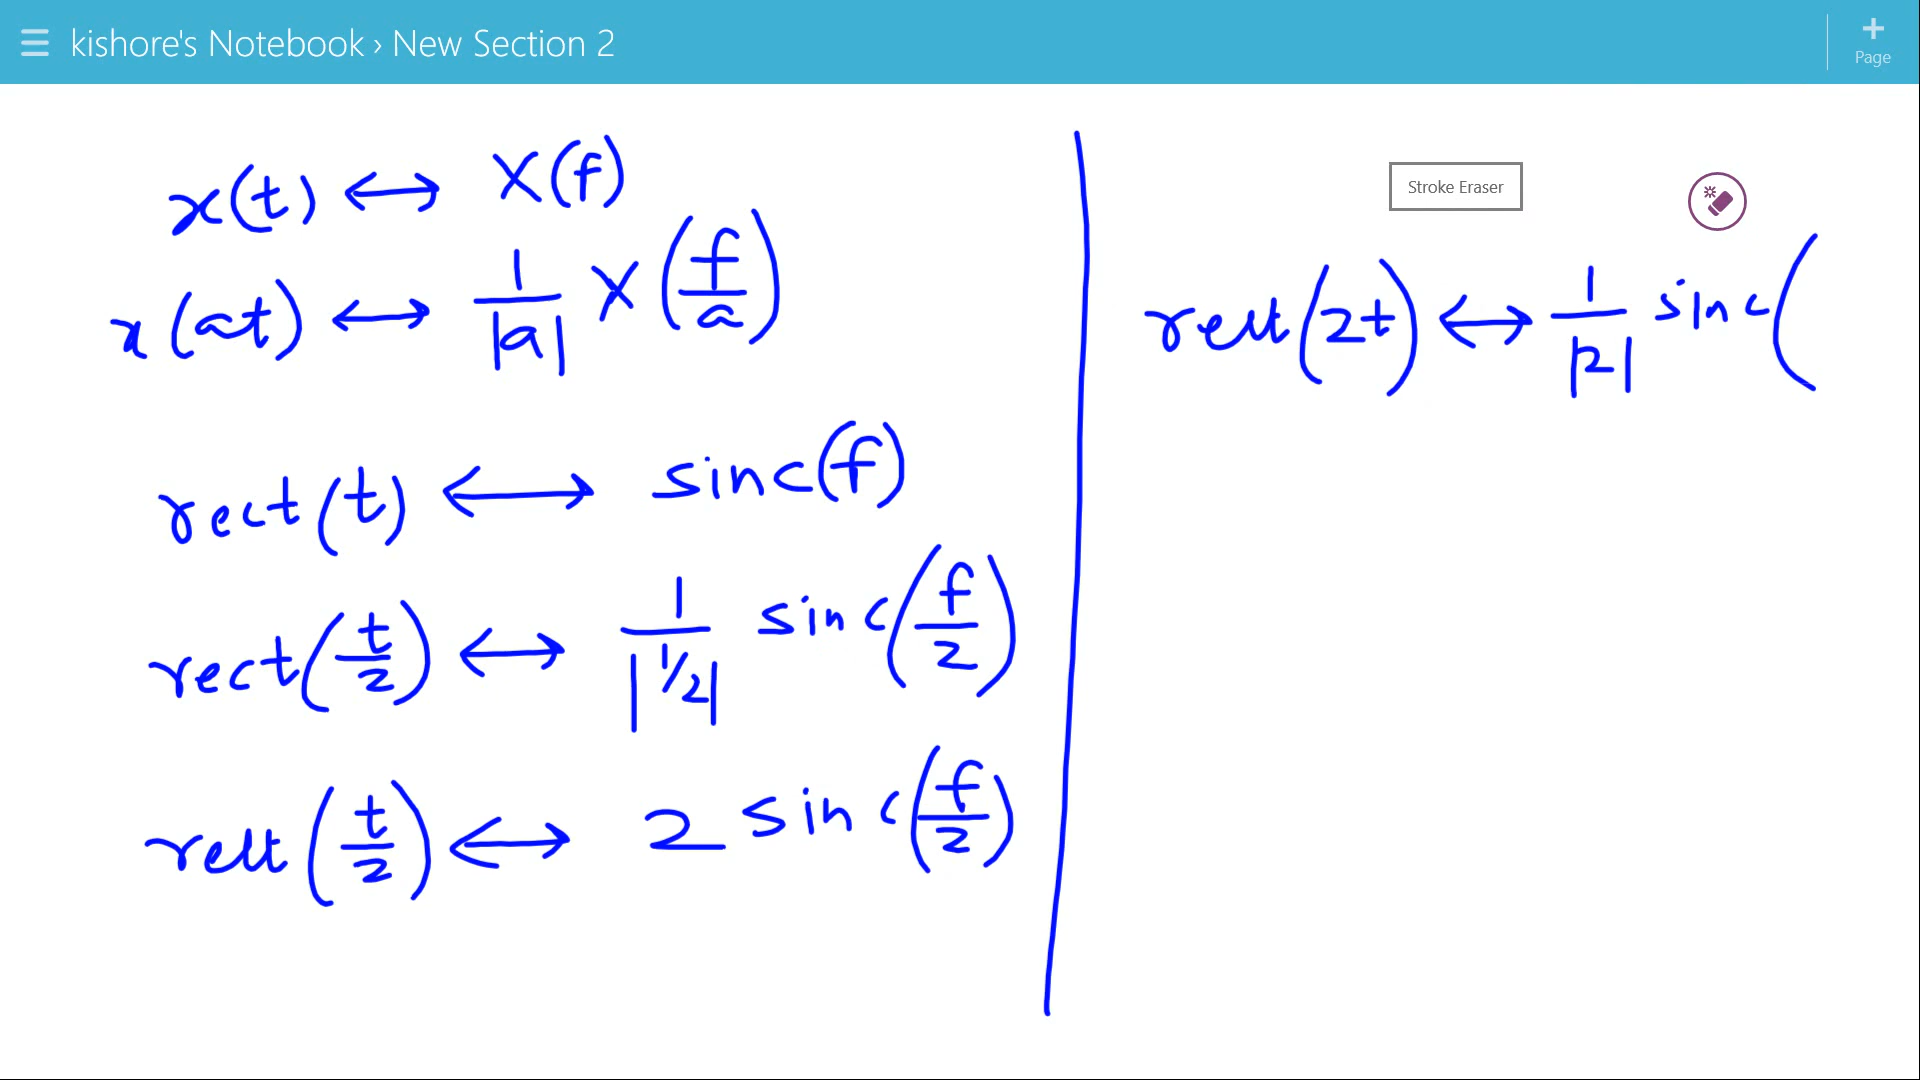 kishore's Notebook › New Section 2
+ Page
x(t) ↔ X(f)
x(at) ↔ 1/|a| X(f/a)
rect(t) ↔ sinc(f)
rect(t/2) ↔ 1/|1/2| sinc(f/2)
rect(t/2) ↔ 2 sinc(f/2)
Stroke Eraser
rect(2t) ↔ 1/|2| sinc(